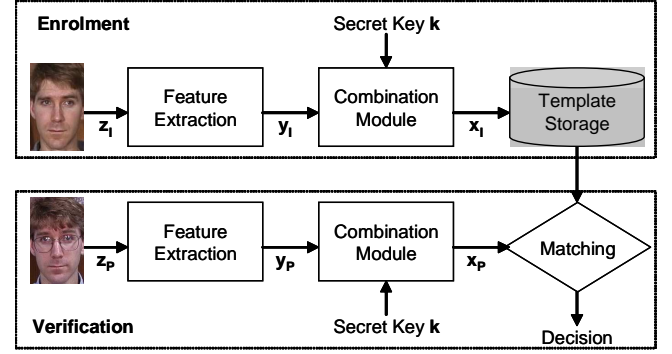 Enrolment
Secret Key k
Feature
Extraction
Combination
Module
Template
Storage
z_I
y_I
x_I
Feature
Extraction
Combination
Module
Matching
z_P
y_P
x_P
Verification
Secret Key k
Decision